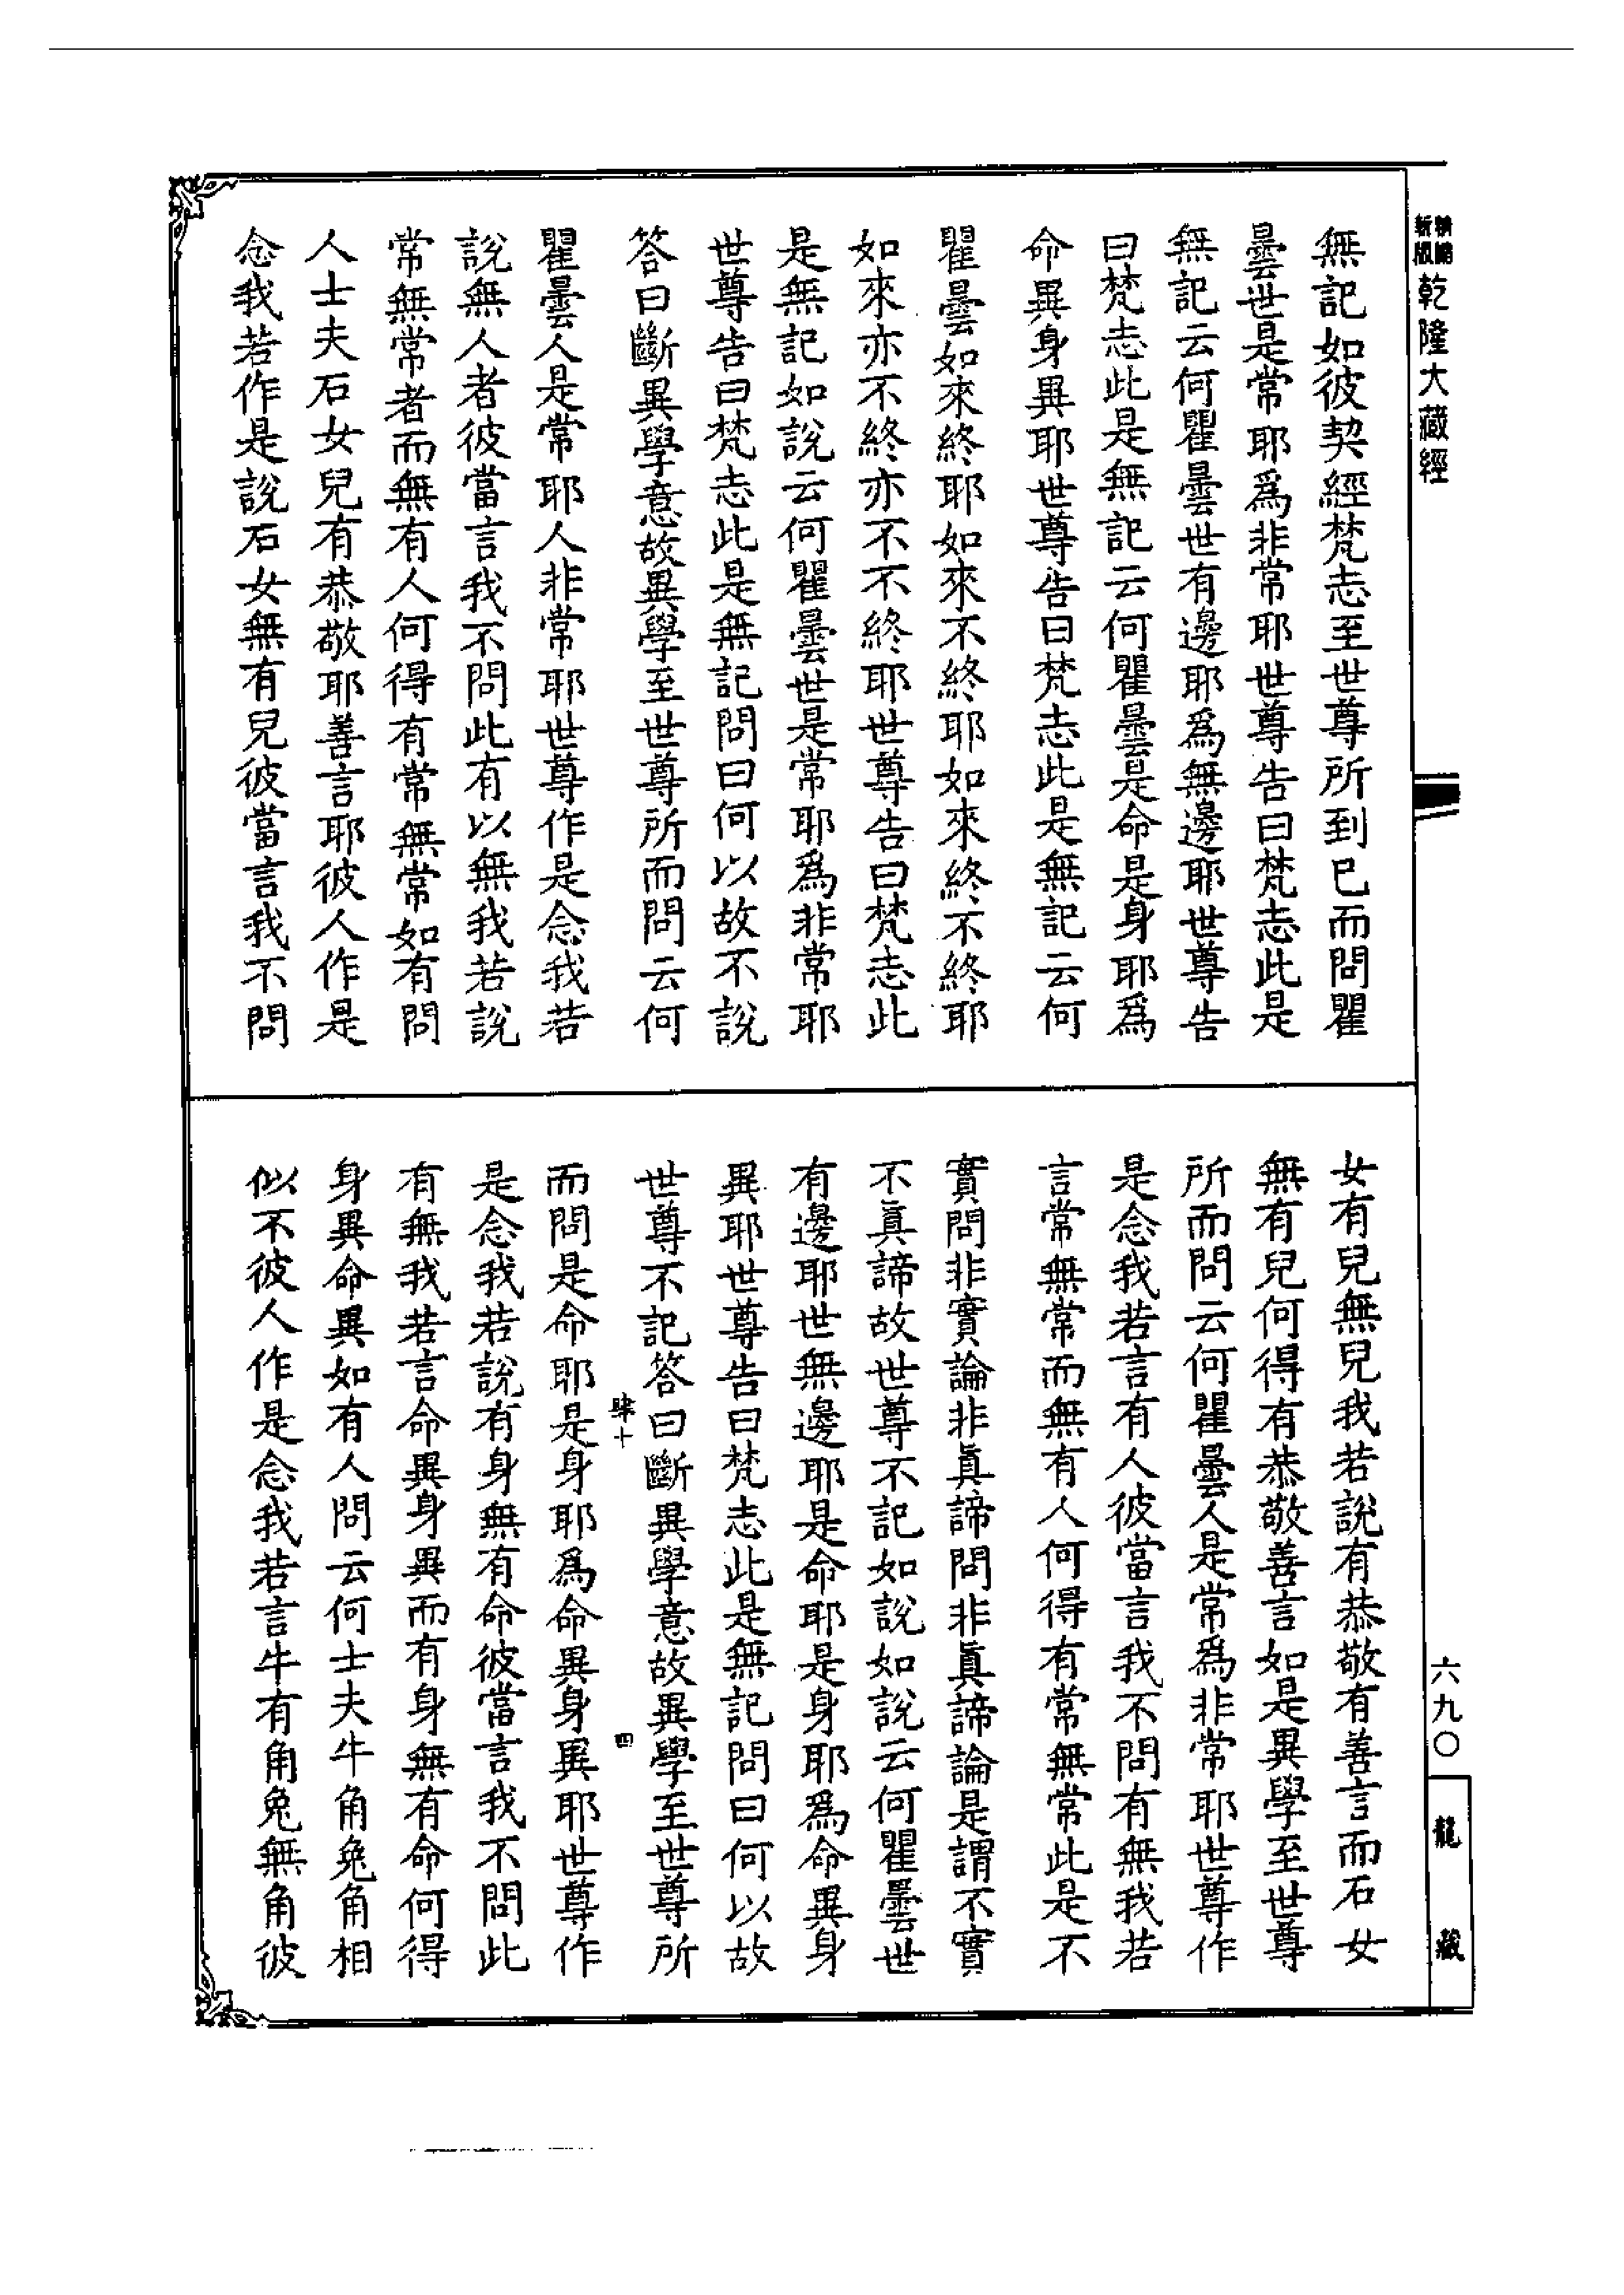 新版 精縮 乾隆大藏經
無記如彼契經梵志至世尊所到已而問瞿
曇世是常耶爲非常耶世尊告曰梵志此是
無記云何瞿曇世有邊耶爲無邊耶世尊告
曰梵志此是無記云何瞿曇是命是身耶爲
命異身異耶世尊告曰梵志此是無記云何
瞿曇如來終耶如來不終耶如來終不終耶
如來亦不終亦不不終耶世尊告曰梵志此
是無記如說云何瞿曇世是常耶爲非常耶
世尊告曰梵志此是無記問曰何以故不說
答曰斷異學意故異學至世尊所而問云何
瞿曇人是常耶人非常耶世尊作是念我若
說無人者彼當言我不問此有以無我若說
常無常者而無有人何得有常無常如有問
人士夫石女兒有恭敬耶善言耶彼人作是
念我若作是說石女無有兒彼當言我不問
女有兒無兒我若說有恭敬有善言而石女
無有兒何得有恭敬善言如是異學至世尊
所而問云何瞿曇人是常爲非常耶世尊作
是念我若言有人彼當言我不問有無我若
言常無常而無有人何得有常無常此是不
實問非實論非眞諦問非眞諦論是謂不實
不眞諦故世尊不記如說如說云何瞿曇世
有邊耶世無邊耶是命耶是身耶爲命異身
異耶世尊告曰梵志此是無記問曰何以故
世尊不記答曰斷異學意故異學至世尊所
肆十 四
而問是命耶是身耶爲命異身異耶世尊作
是念我若說有身無有命彼當言我不問此
有無我若言命異身異而有身無有命何得
身異命異如有人問云何士夫牛角兔角相
似不彼人作是念我若言牛有角兔無角彼
六九〇
龍藏